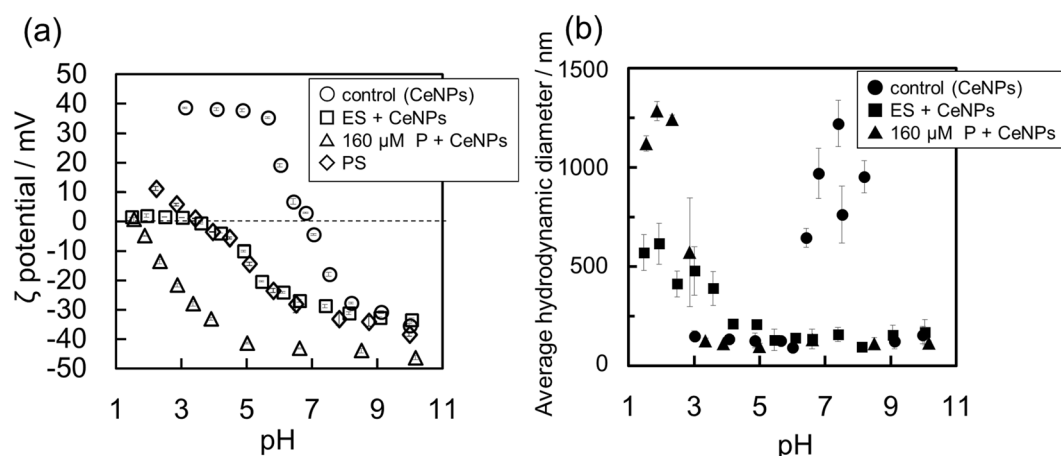 (a)
50
40
30
20
10
0
-10
-20
-30
-40
-50
ζ potential / mV
1 3 5 7 9 11
pH
control (CeNPs)
ES + CeNPs
160 μM P + CeNPs
PS
(b)
1500
1000
500
0
Average hydrodynamic diameter / nm
1 3 5 7 9 11
pH
control (CeNPs)
ES + CeNPs
160 μM P + CeNPs